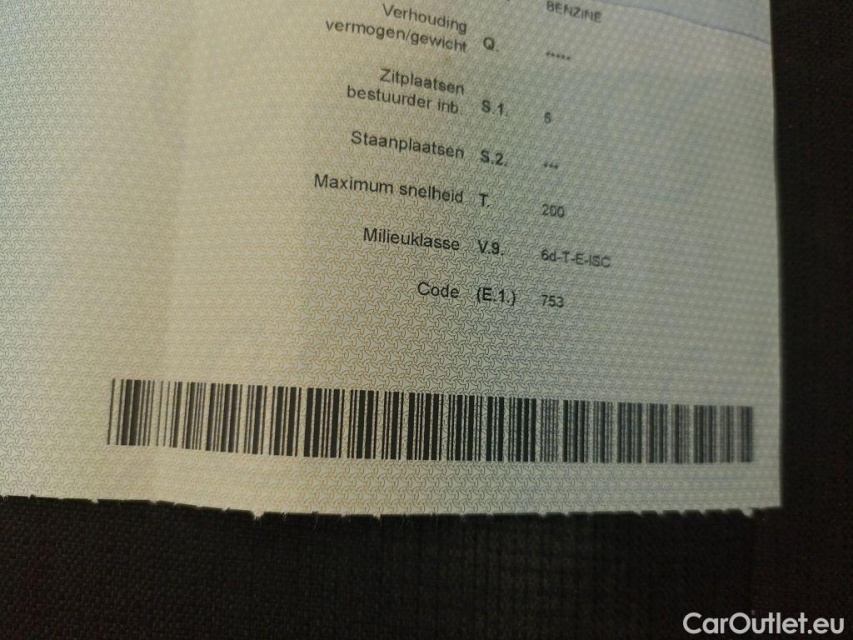 BENZINE
Verhouding
vermogen/gewicht Q. *****
Zitplaatsen
bestuurder inb. S.1. 5
Staanplaatsen S.2. ***
Maximum snelheid T. 200
Milieuklasse V.9. 6d-T-E-ISC
Code (E.1.) 753
CarOutlet.eu